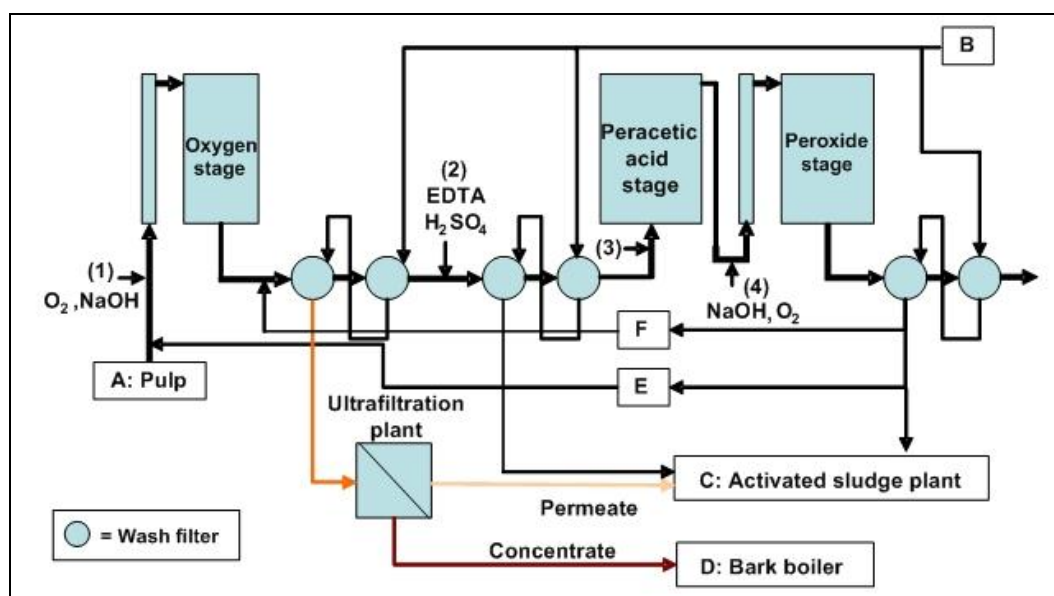 B
Oxygen
stage
Peracetic
acid
stage
Peroxide
stage
(2)
EDTA
H₂SO₄
(1)
O₂ ,NaOH
(3)
(4)
NaOH, O₂
F
A: Pulp
E
Ultrafiltration
plant
C: Activated sludge plant
Permeate
= Wash filter
Concentrate
D: Bark boiler